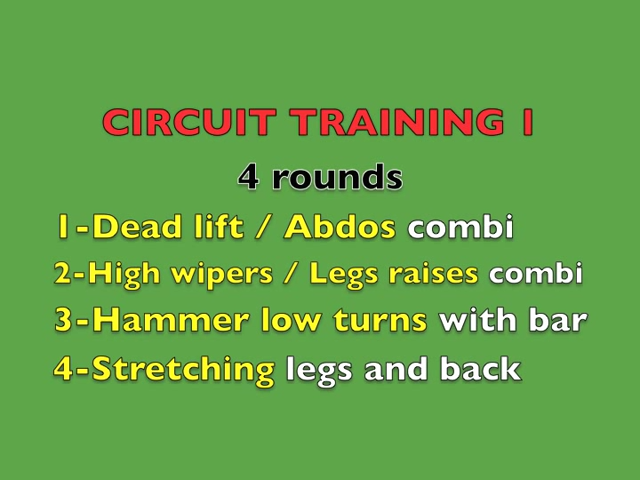 CIRCUIT TRAINING 1
4 rounds
1-Dead lift / Abdos combi
2-High wipers / Legs raises combi
3-Hammer low turns with bar
4-Stretching legs and back